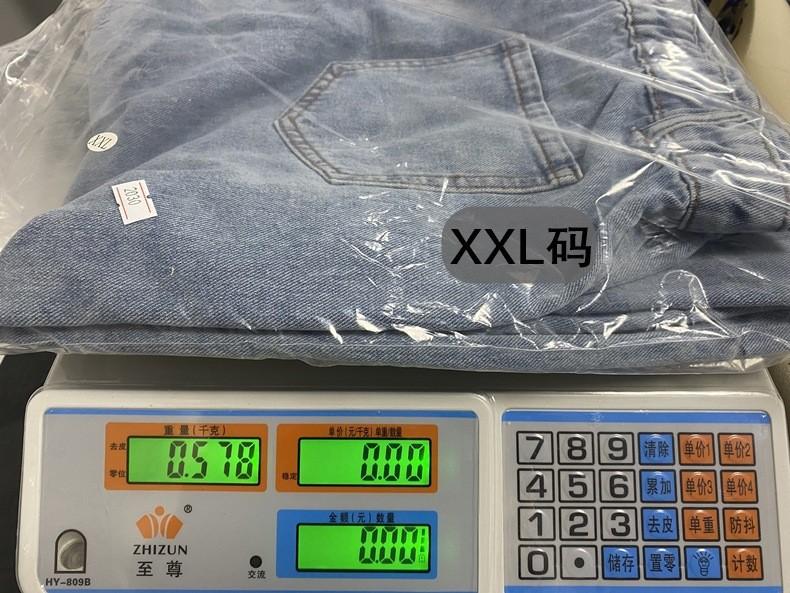 XXL
2030
XXL码
重量(千克)
去皮
零位
0.578
单价(元/千克)单重/数量
稳定
0.00
金额(元)数量
0.00
®
ZHIZUN
至尊
HY-809B
交流
7 8 9 清除 单价1 单价2
4 5 6 累加 单价3 单价4
1 2 3 去皮 单重 防抖
0 • 储存 置零 计数